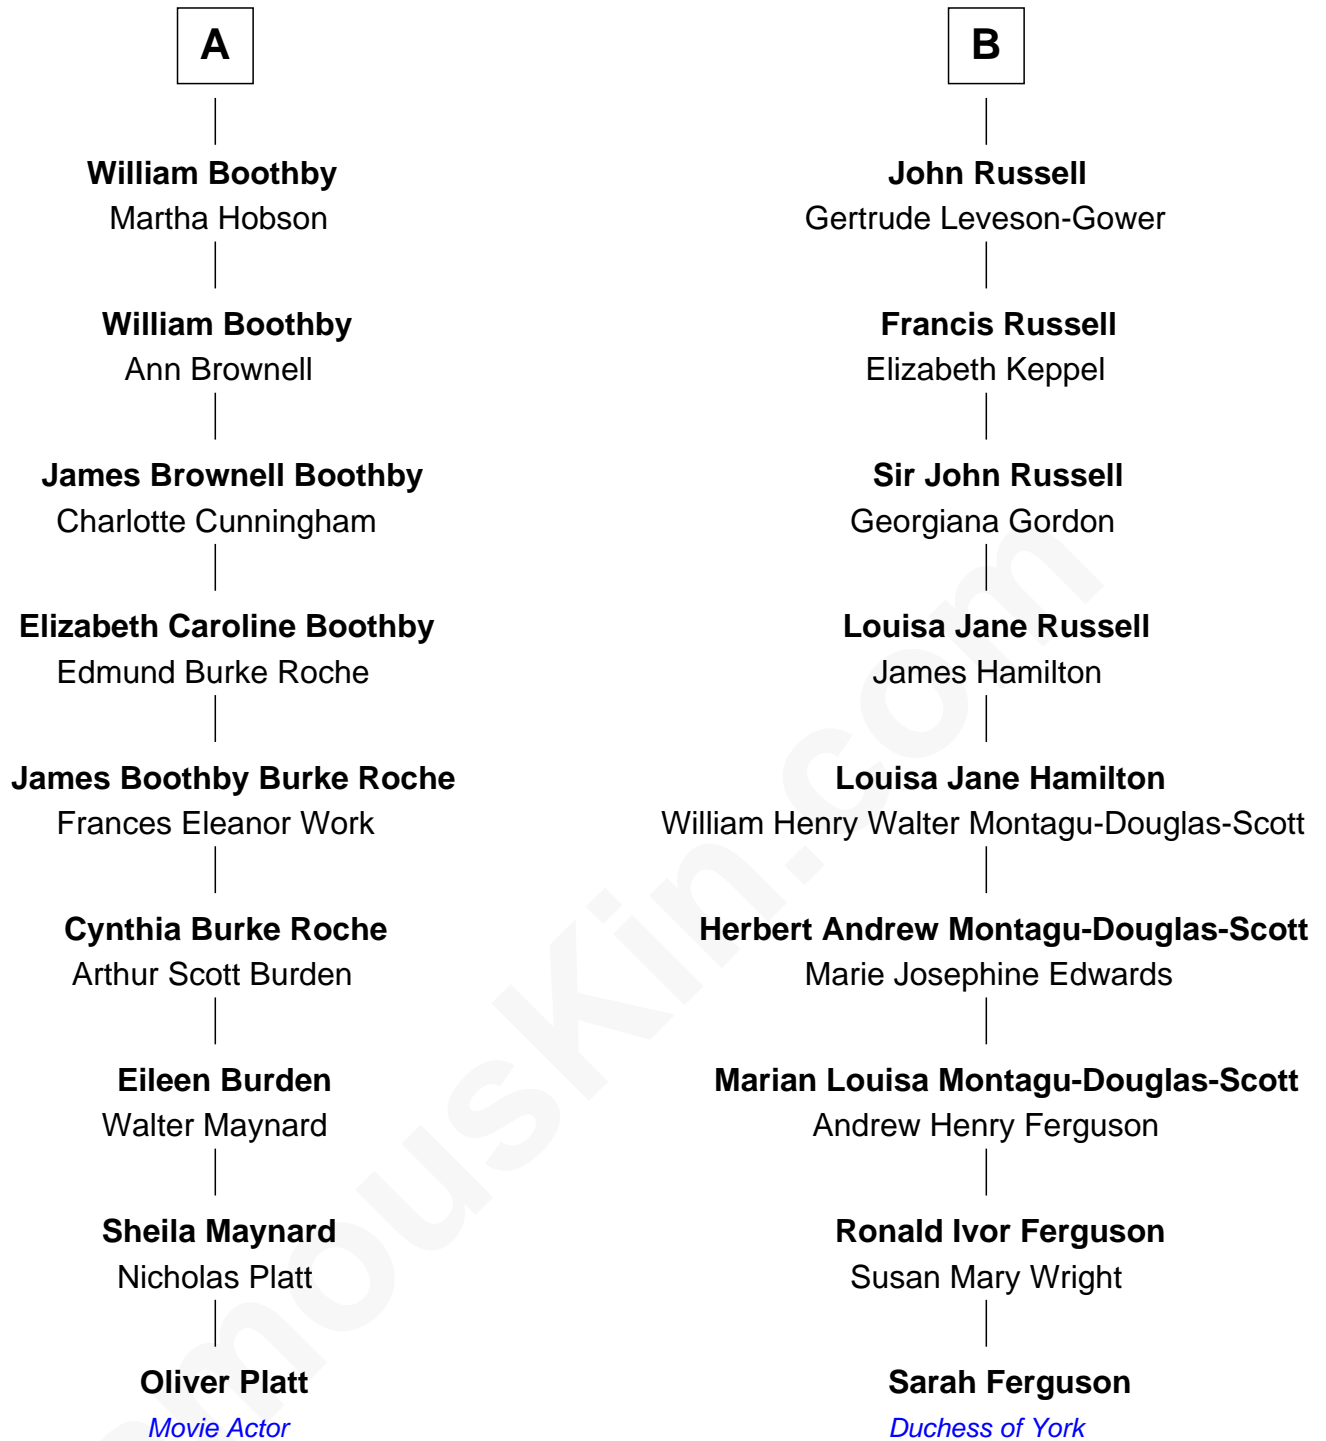 A
William Boothby
Martha Hobson
William Boothby
Ann Brownell
James Brownell Boothby
Charlotte Cunningham
Elizabeth Caroline Boothby
Edmund Burke Roche
James Boothby Burke Roche
Frances Eleanor Work
Cynthia Burke Roche
Arthur Scott Burden
Eileen Burden
Walter Maynard
Sheila Maynard
Nicholas Platt
Oliver Platt
Movie Actor
B
John Russell
Gertrude Leveson-Gower
Francis Russell
Elizabeth Keppel
Sir John Russell
Georgiana Gordon
Louisa Jane Russell
James Hamilton
Louisa Jane Hamilton
William Henry Walter Montagu-Douglas-Scott
Herbert Andrew Montagu-Douglas-Scott
Marie Josephine Edwards
Marian Louisa Montagu-Douglas-Scott
Andrew Henry Ferguson
Ronald Ivor Ferguson
Susan Mary Wright
Sarah Ferguson
Duchess of York
mouskin.com